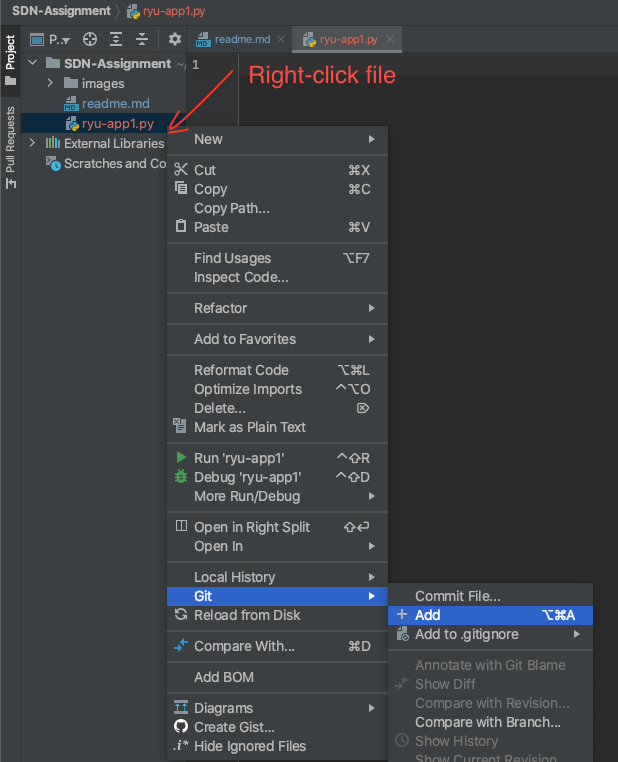 SDN-Assignment ryu-app1.py
Project
Pull Requests
P..
readme.md
ryu-app1.py
SDN-Assignment ~/
images
readme.md
ryu-app1.py
External Libraries
Scratches and Co
1
Right-click file
New
Cut ⌘X
Copy ⌘C
Copy Path...
Paste ⌘V
Find Usages ⌥F7
Inspect Code...
Refactor
Add to Favorites
Reformat Code ⌥⌘L
Optimize Imports ^⌥O
Delete... ⌦
Mark as Plain Text
Run 'ryu-app1' ^⇧R
Debug 'ryu-app1' ^⇧D
More Run/Debug
Open in Right Split ⇧↩
Open In
Local History
Git
Reload from Disk
Compare With... ⌘D
Add BOM
Diagrams
Create Gist...
Hide Ignored Files
Commit File...
Add ⌥⌘A
Add to .gitignore
Annotate with Git Blame
Show Diff
Compare with Revision...
Compare with Branch...
Show History
Show Current Revision